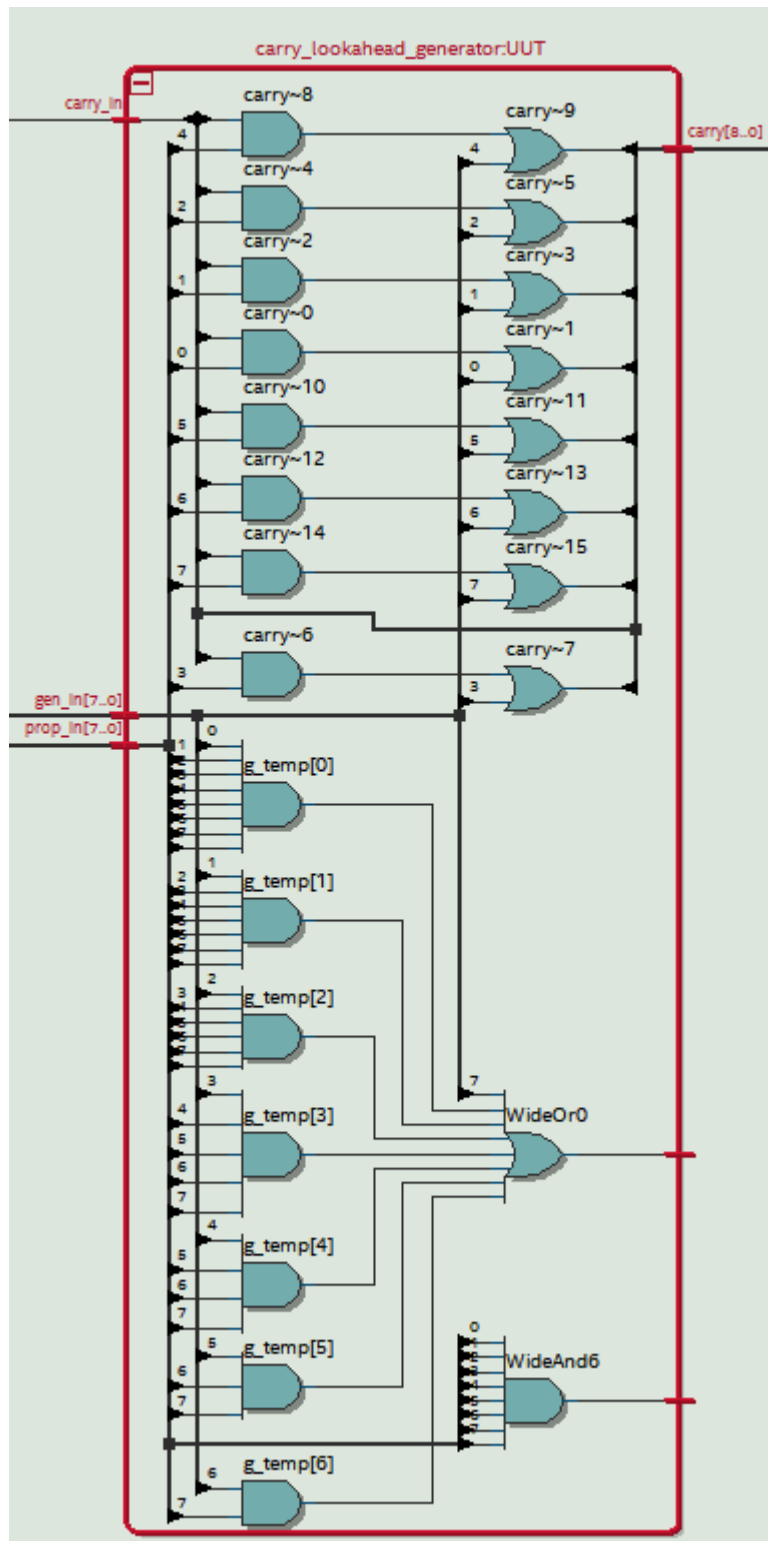 carry_lookahead_generator:UUT
carry_in
carry~8
carry~9
carry[8..0]
4
4
carry~4
carry~5
2
2
carry~2
carry~3
1
1
carry~0
carry~1
0
0
carry~10
carry~11
5
5
carry~12
carry~13
6
6
carry~14
carry~15
7
7
carry~6
carry~7
3
3
gen_in[7..0]
prop_in[7..0]
0
1
g_temp[0]
1
2
g_temp[1]
2
3
g_temp[2]
3
4
g_temp[3]
5
6
7
7
WideOr0
4
5
g_temp[4]
6
7
5
6
g_temp[5]
7
0
WideAnd6
6
7
g_temp[6]